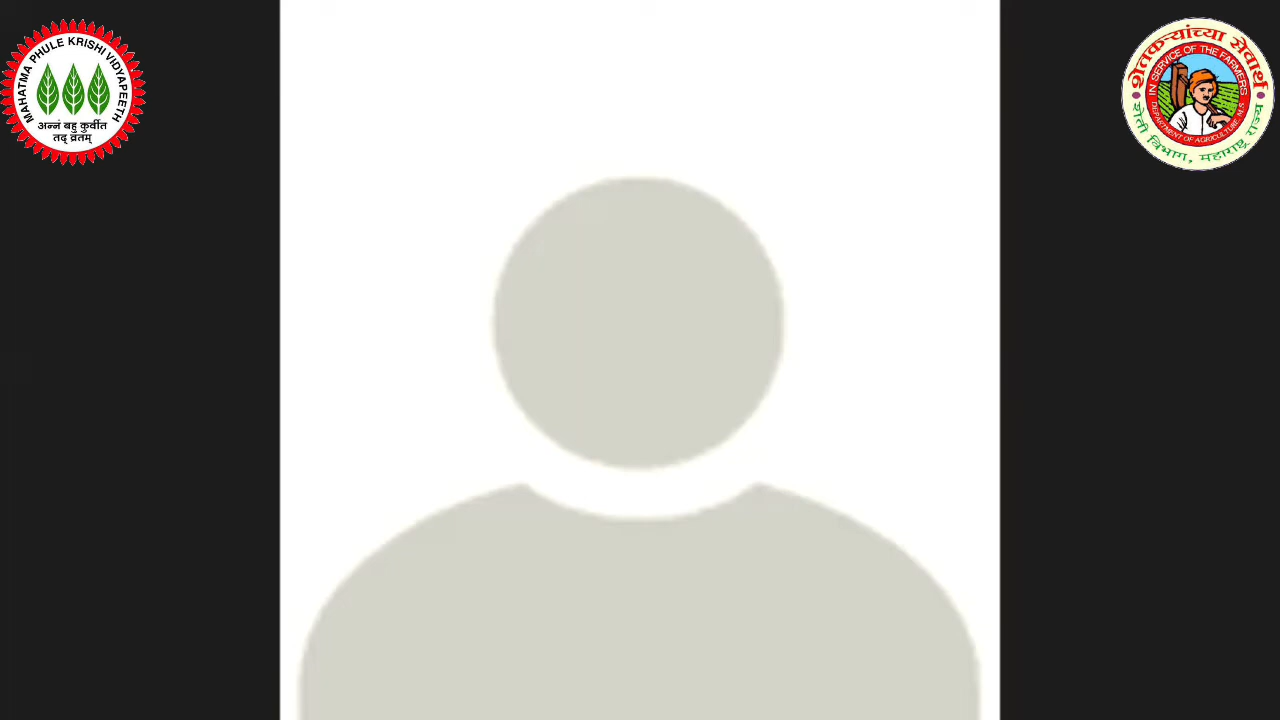 MAHATMA PHULE KRISHI VIDYAPEETH
अन्नं बहु कुर्वीत
तद् व्रतम्
शेतकऱ्यांच्या सेवार्थ
IN SERVICE OF THE FARMERS
DEPARTMENT OF AGRICULTURE, M.S.
कृषी विभाग, महाराष्ट्र राज्य